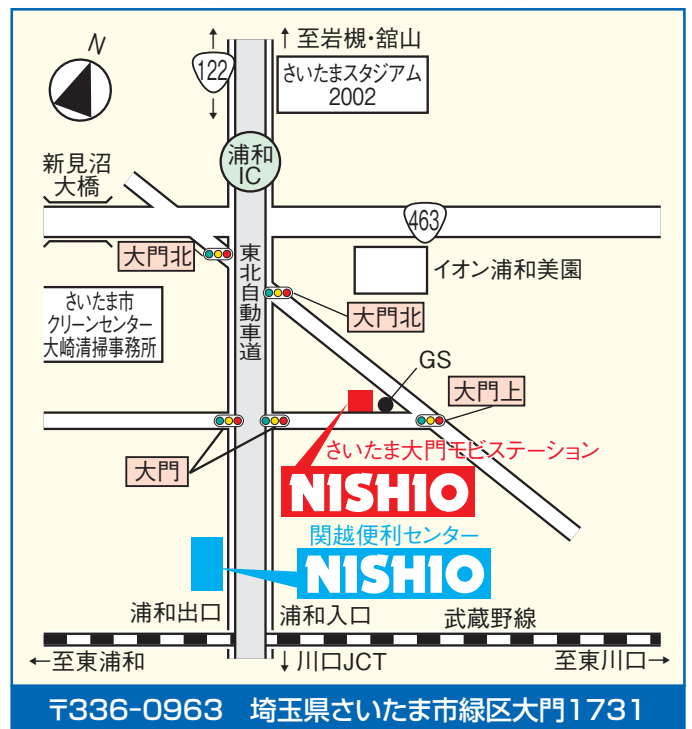 N
122
↑至岩槻・舘山
さいたまスタジアム
2002
浦和
IC
新見沼
大橋
463
大門北
東北自動車道
イオン浦和美園
さいたま市
クリーンセンター
大崎清掃事務所
大門北
GS
大門上
さいたま大門モビステーション
NISHIO
大門
関越便利センター
NISHIO
浦和出口
浦和入口
武蔵野線
←至東浦和
↓川口JCT
至東川口→
〒336-0963 埼玉県さいたま市緑区大門1731